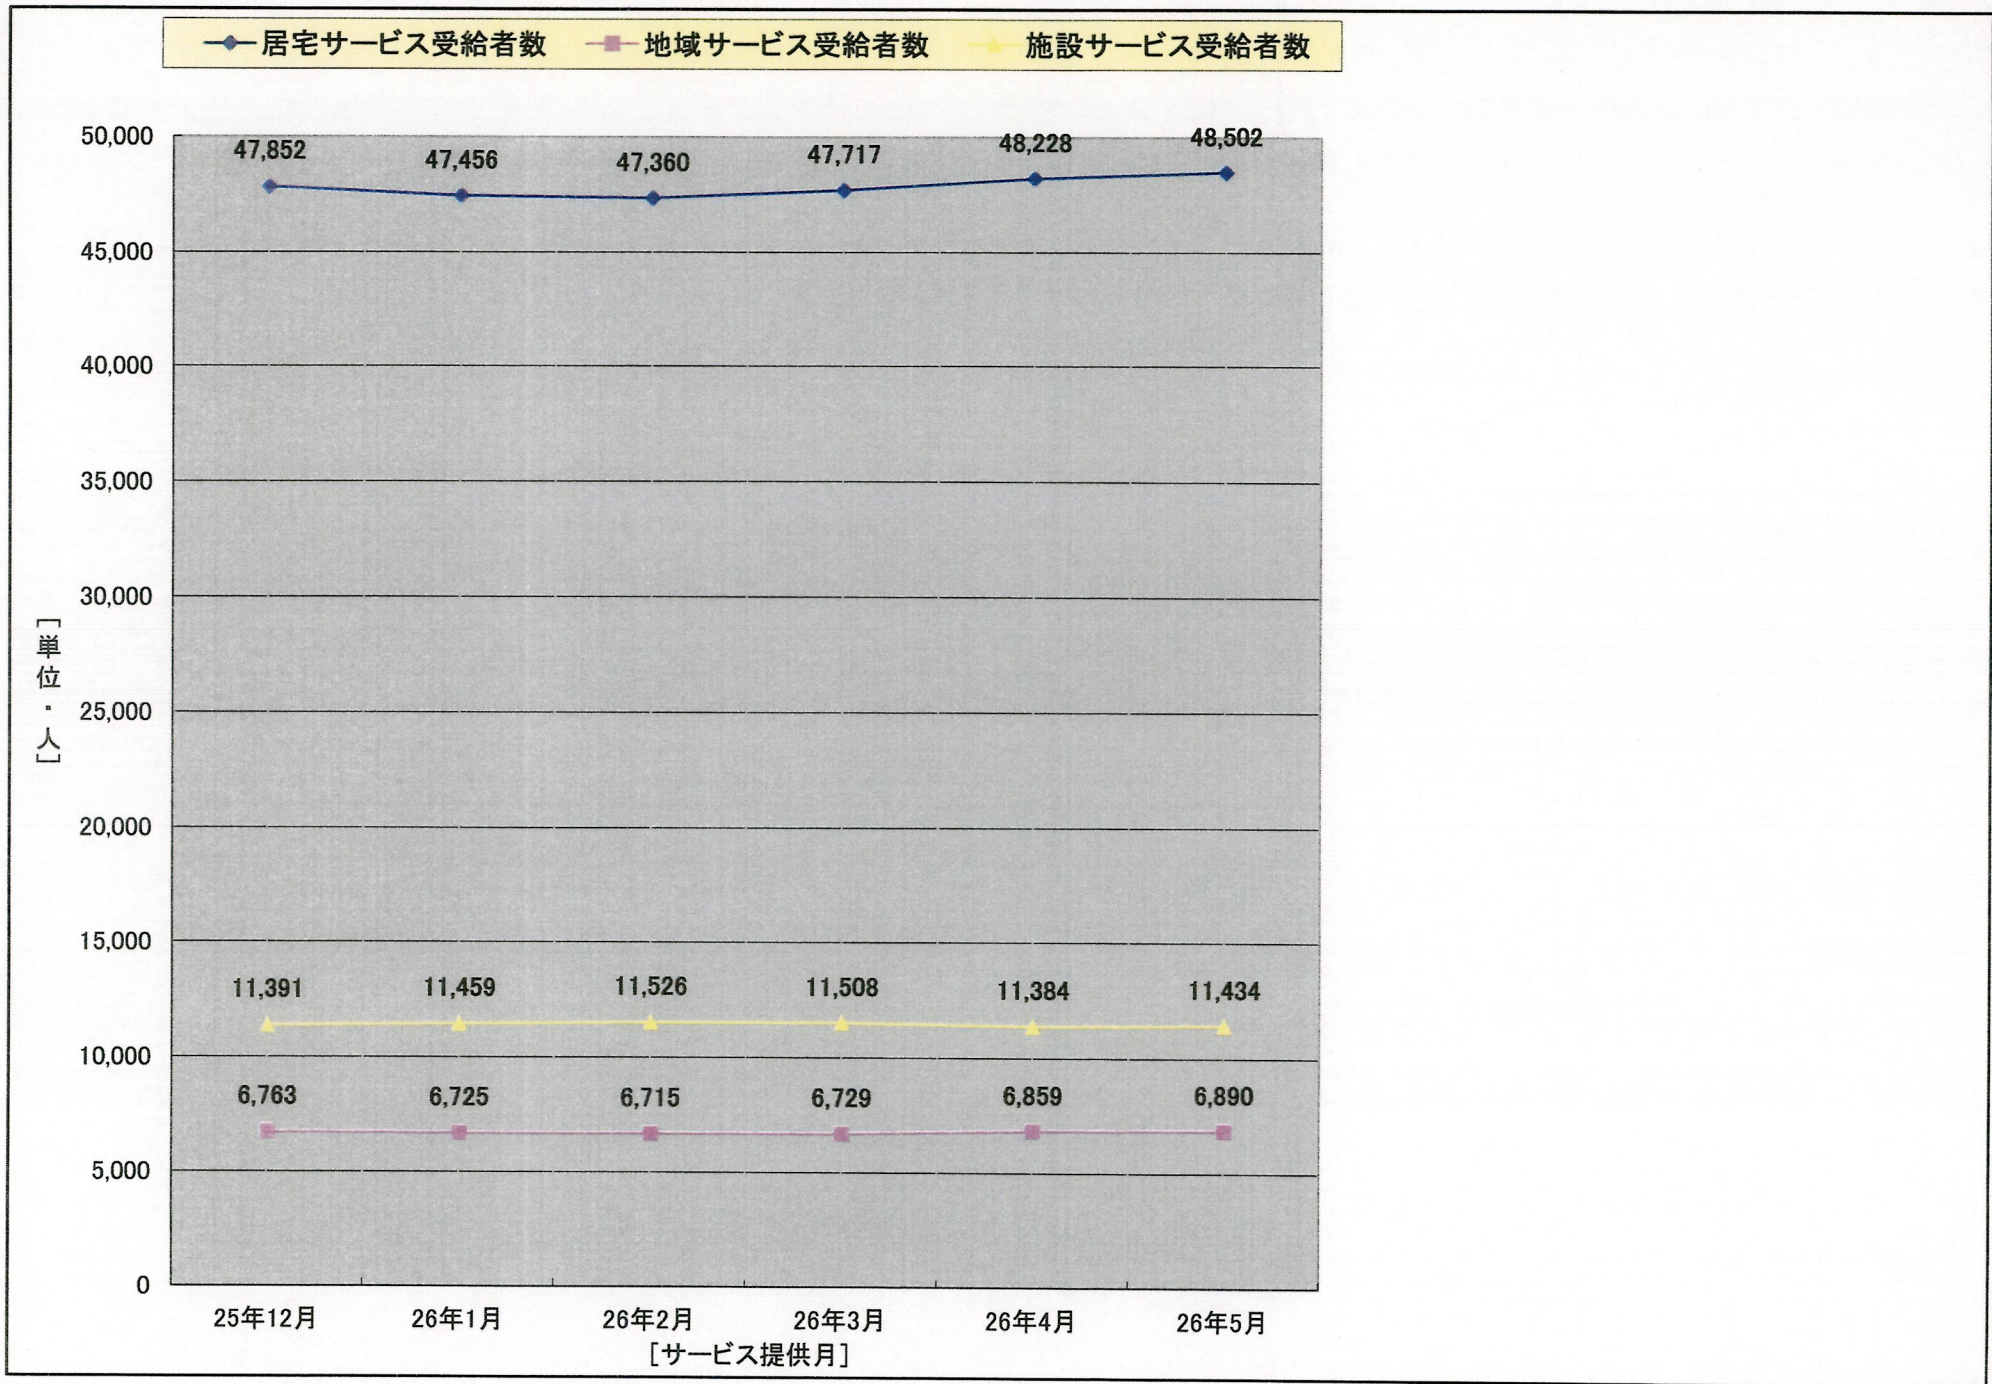 居宅サービス受給者数 地域サービス受給者数 施設サービス受給者数
50,000
45,000
40,000
35,000
30,000
25,000
20,000
15,000
10,000
5,000
0
[単位・人]
47,852 47,456 47,360 47,717 48,228 48,502
11,391 11,459 11,526 11,508 11,384 11,434
6,763 6,725 6,715 6,729 6,859 6,890
25年12月 26年1月 26年2月 26年3月 26年4月 26年5月
[サービス提供月]